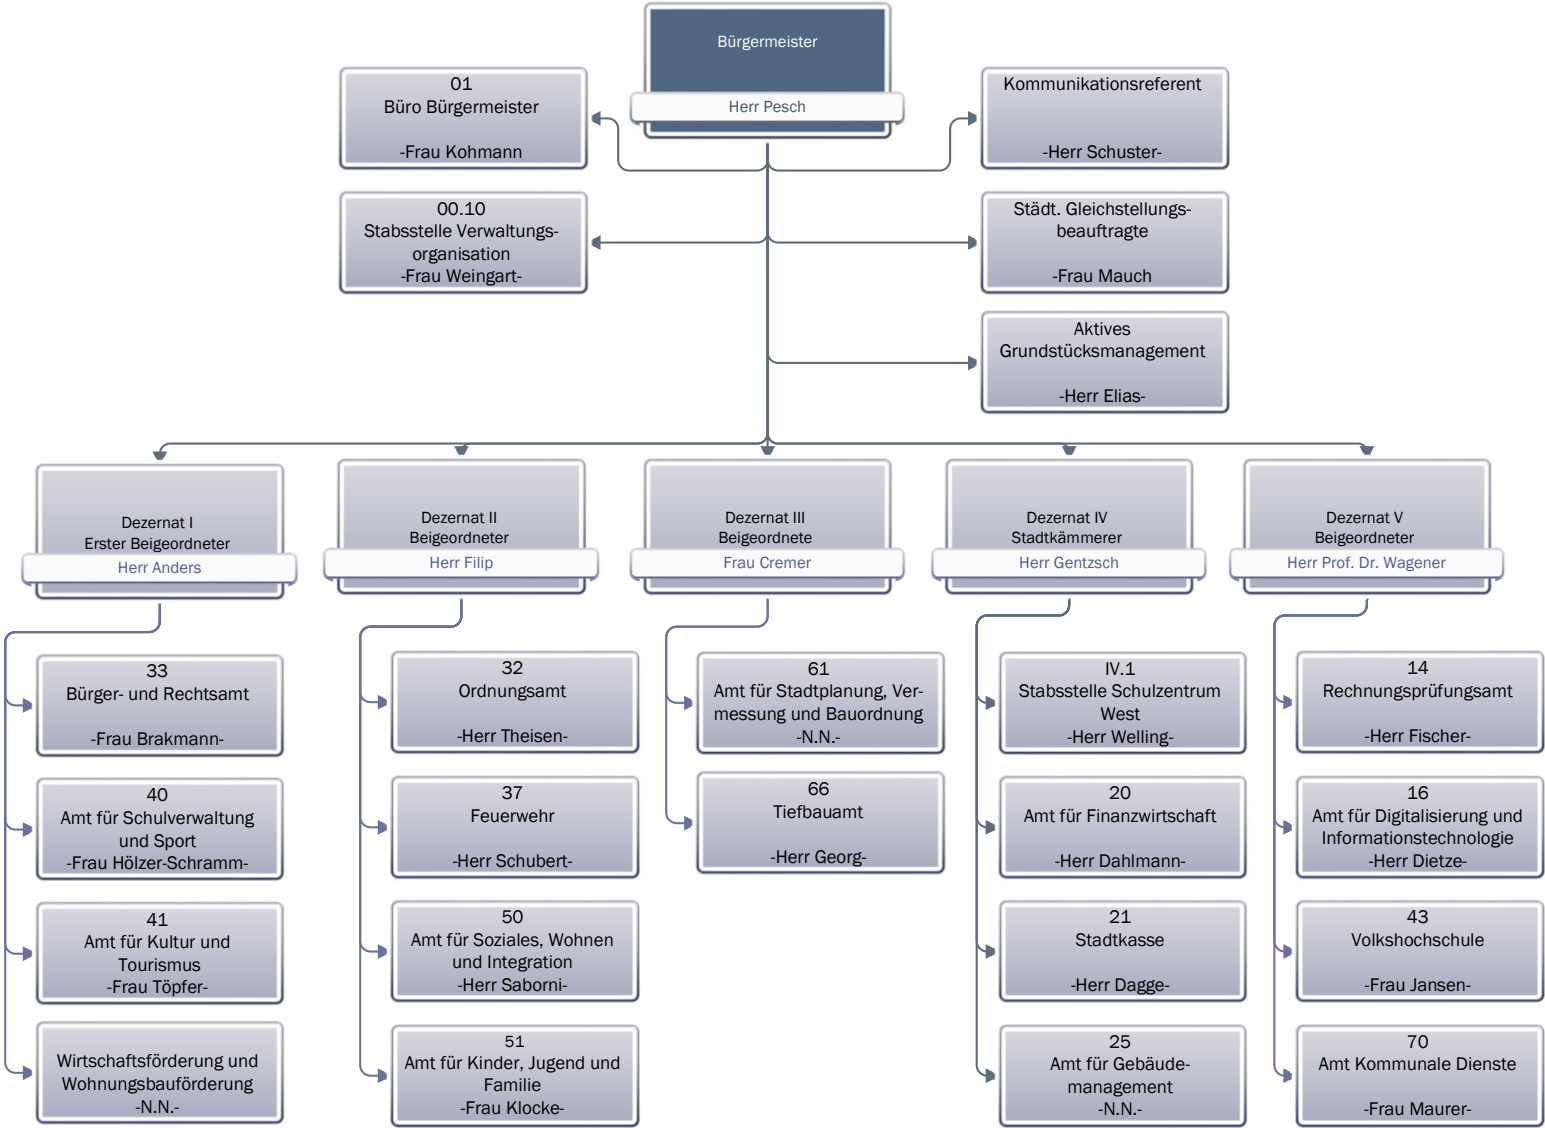 Bürgermeister
Herr Pesch
01
Büro Bürgermeister
-Frau Kohmann
Kommunikationsreferent
-Herr Schuster-
00.10
Stabsstelle Verwaltungs-
organisation
-Frau Weingart-
Städt. Gleichstellungs-
beauftragte
-Frau Mauch
Aktives
Grundstücksmanagement
-Herr Elias-
Dezernat I
Erster Beigeordneter
Herr Anders
33
Bürger- und Rechtsamt
-Frau Brakmann-
40
Amt für Schulverwaltung
und Sport
-Frau Hölzer-Schramm-
41
Amt für Kultur und
Tourismus
-Frau Töpfer-
Wirtschaftsförderung und
Wohnungsbauförderung
-N.N.-
Dezernat II
Beigeordneter
Herr Filip
32
Ordnungsamt
-Herr Theisen-
37
Feuerwehr
-Herr Schubert-
50
Amt für Soziales, Wohnen
und Integration
-Herr Saborni-
51
Amt für Kinder, Jugend und
Familie
-Frau Klocke-
Dezernat III
Beigeordnete
Frau Cremer
61
Amt für Stadtplanung, Ver-
messung und Bauordnung
-N.N.-
66
Tiefbauamt
-Herr Georg-
Dezernat IV
Stadtkämmerer
Herr Gentzsch
IV.1
Stabsstelle Schulzentrum
West
-Herr Welling-
20
Amt für Finanzwirtschaft
-Herr Dahlmann-
21
Stadtkasse
-Herr Dagge-
25
Amt für Gebäude-
management
-N.N.-
Dezernat V
Beigeordneter
Herr Prof. Dr. Wagener
14
Rechnungsprüfungsamt
-Herr Fischer-
16
Amt für Digitalisierung und
Informationstechnologie
-Herr Dietze-
43
Volkshochschule
-Frau Jansen-
70
Amt Kommunale Dienste
-Frau Maurer-